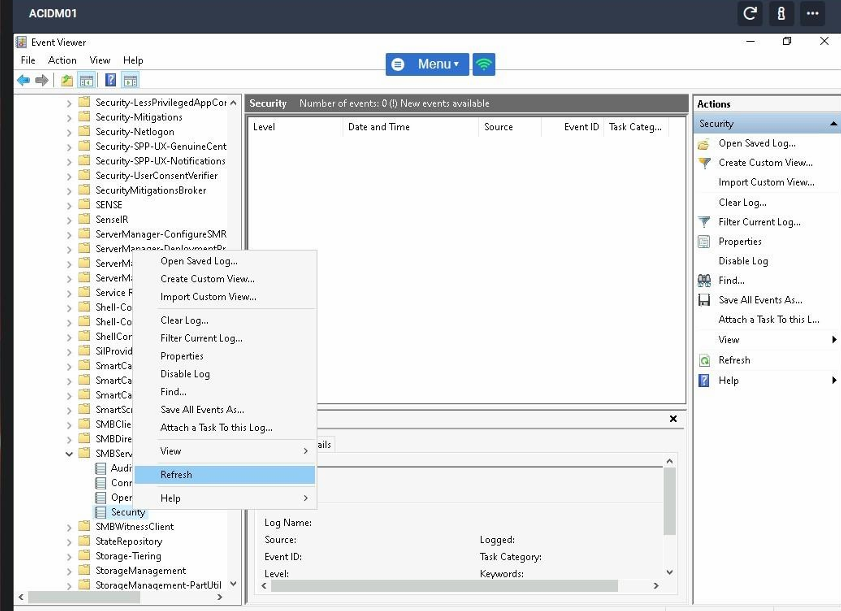 ACIDM01
Event Viewer
File Action View Help
Menu
Security-LessPrivilegedAppCor
Security-Mitigations
Security-Netlogon
Security-SPP-UX-GenuineCent
Security-SPP-UX-Notifications
Security-UserConsentVerifier
SecurityMitigationsBroker
SENSE
SenseIR
ServerManager-ConfigureSMR
ServerManager-DeploymentPr
ServerMa
ServerMa
Service R
Shell-Co
Shell-Co
ShellCon
SilProvid
SmartCa
SmartCa
SmartCa
SmartScr
SMBClie
SMBDire
SMBServ
Audi
Conn
Oper
Security
SMBWitnessClient
StateRepository
Storage-Tiering
StorageManagement
StorageManagement-PartUtil
Open Saved Log...
Create Custom View...
Import Custom View...
Clear Log...
Filter Current Log...
Properties
Disable Log
Find...
Save All Events As...
Attach a Task To this Log...
View
Refresh
Help
Security Number of events: 0 (!) New events available
Level Date and Time Source Event ID Task Categ...
ails
Log Name:
Source: Logged:
Event ID: Task Category:
Level: Keywords:
Actions
Security
Open Saved Log...
Create Custom View...
Import Custom View...
Clear Log...
Filter Current Log...
Properties
Disable Log
Find...
Save All Events As...
Attach a Task To this L...
View
Refresh
Help